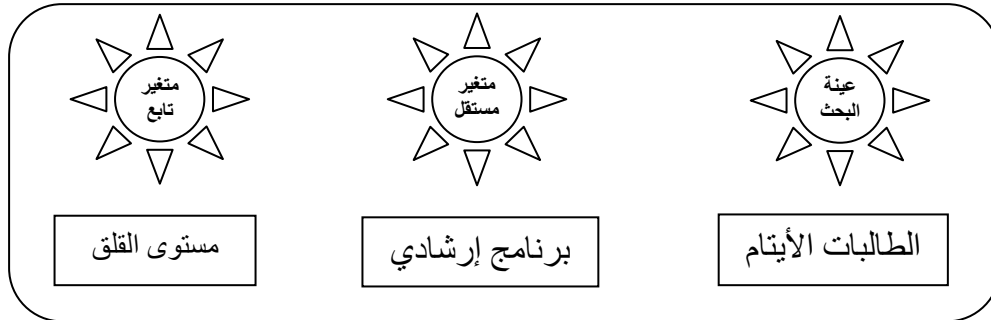 عينة
البحث
متغير
مستقل
متغير
تابع
الطالبات الأيتام
برنامج إرشادي
مستوى القلق